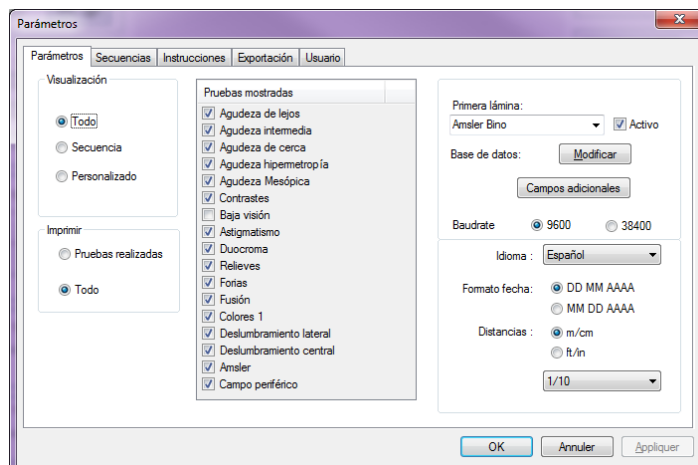 Parámetros
Parámetros Secuencias Instrucciones Exportación Usuario
Visualización
Todo
Secuencia
Personalizado
Imprimir
Pruebas realizadas
Todo
Pruebas mostradas
Agudeza de lejos
Agudeza intermedia
Agudeza de cerca
Agudeza hipermetropía
Agudeza Mesópica
Contrastes
Baja visión
Astigmatismo
Duocroma
Relieves
Forias
Fusión
Colores 1
Deslumbramiento lateral
Deslumbramiento central
Amsler
Campo periférico
Primera lámina:
Amsler Bino Activo
Base de datos: Modificar
Campos adicionales
Baudrate 9600 38400
Idioma : Español
Formato fecha: DD MM AAAA
MM DD AAAA
Distancias : m/cm
ft/in
1/10
OK Annuler Appliquer